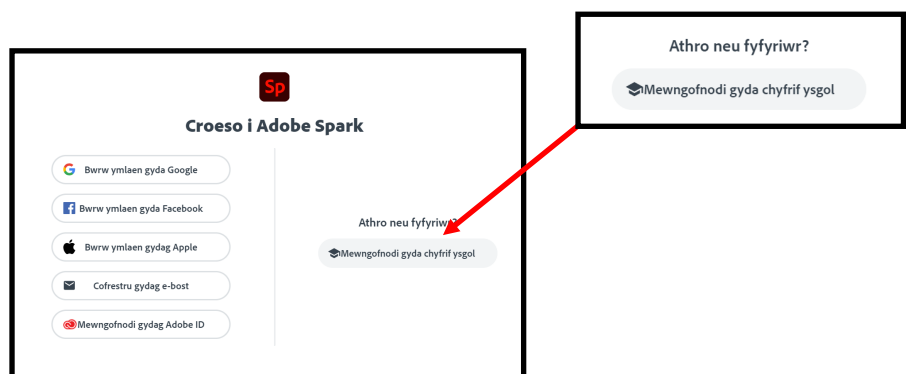 Athro neu fyfyriwr?
Mewngofnodi gyda chyfrif ysgol
Sp
Croeso i Adobe Spark
Bwrw ymlaen gyda Google
Bwrw ymlaen gyda Facebook
Bwrw ymlaen gydag Apple
Cofrestru gydag e-bost
Mewngofnodi gydag Adobe ID
Athro neu fyfyriwr?
Mewngofnodi gyda chyfrif ysgol